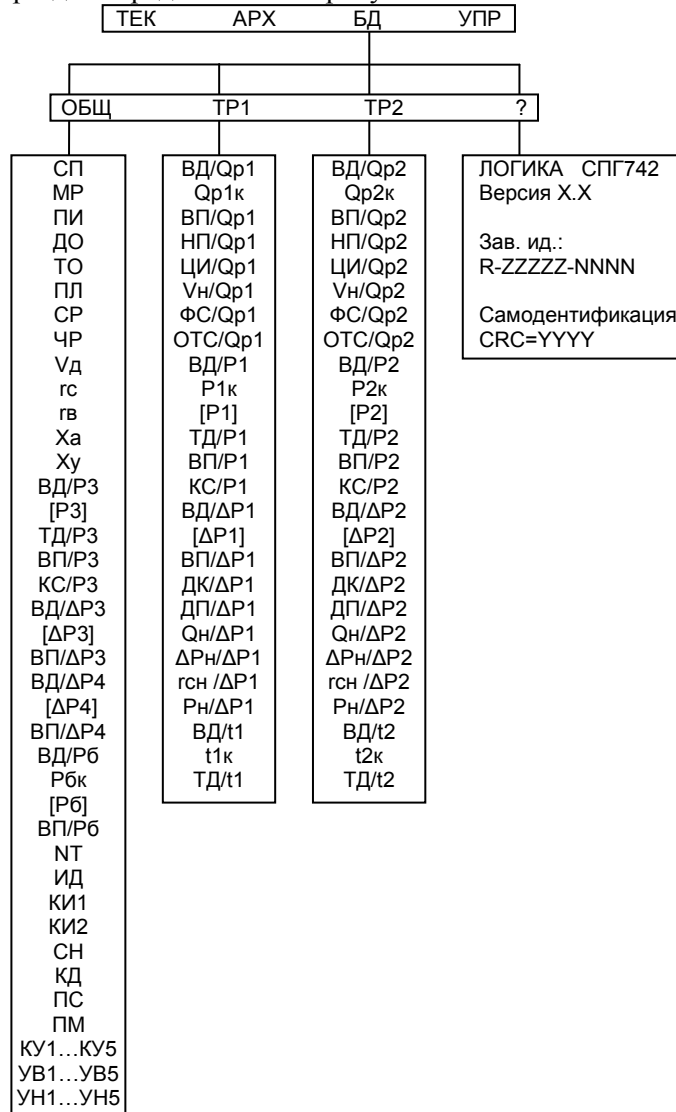 ТЕК АРХ БД УПР
ОБЩ ТР1 ТР2 ?
СП
МР
ПИ
ДО
ТО
ПЛ
СР
ЧР
Vд
rc
rв
Ха
Ху
ВД/Р3
[Р3]
ТД/Р3
ВП/Р3
КС/Р3
ВД/ΔР3
[ΔР3]
ВП/ΔР3
ВД/ΔР4
[ΔР4]
ВП/ΔР4
ВД/Рб
Рбк
[Рб]
ВП/Рб
NT
ИД
КИ1
КИ2
СН
КД
ПС
ПМ
КУ1...КУ5
УВ1...УВ5
УН1...УН5
ВД/Qр1
Qр1к
ВП/Qр1
НП/Qр1
ЦИ/Qр1
Vн/Qр1
ФС/Qр1
ОТС/Qр1
ВД/Р1
Р1к
[Р1]
ТД/Р1
ВП/Р1
КС/Р1
ВД/ΔР1
[ΔР1]
ВП/ΔР1
ДК/ΔР1
ДП/ΔР1
Qн/ΔР1
ΔРн/ΔР1
rсн /ΔР1
Рн/ΔР1
ВД/t1
t1к
ТД/t1
ВД/Qр2
Qр2к
ВП/Qр2
НП/Qр2
ЦИ/Qр2
Vн/Qр2
ФС/Qр2
ОТС/Qр2
ВД/Р2
Р2к
[Р2]
ТД/Р2
ВП/Р2
КС/Р2
ВД/ΔР2
[ΔР2]
ВП/ΔР2
ДК/ΔР2
ДП/ΔР2
Qн/ΔР2
ΔРн/ΔР2
rсн /ΔР2
Рн/ΔР2
ВД/t2
t2к
ТД/t2
ЛОГИКА СПГ742
Версия Х.Х
Зав. ид.:
R-ZZZZZ-NNNN
Самодентификация
CRC=YYYY